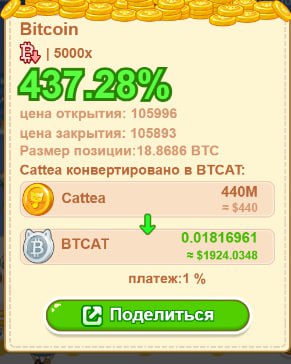 Bitcoin
| 5000x
437.28%
цена открытия: 105996
цена закрытия: 105893
Размер позиции:18.8686 BTC
Cattea конвертировано в BTCAT:
Cattea 440M
= $440
BTCAT 0.01816961
≈ $1924.0348
платеж:1 %
Поделиться